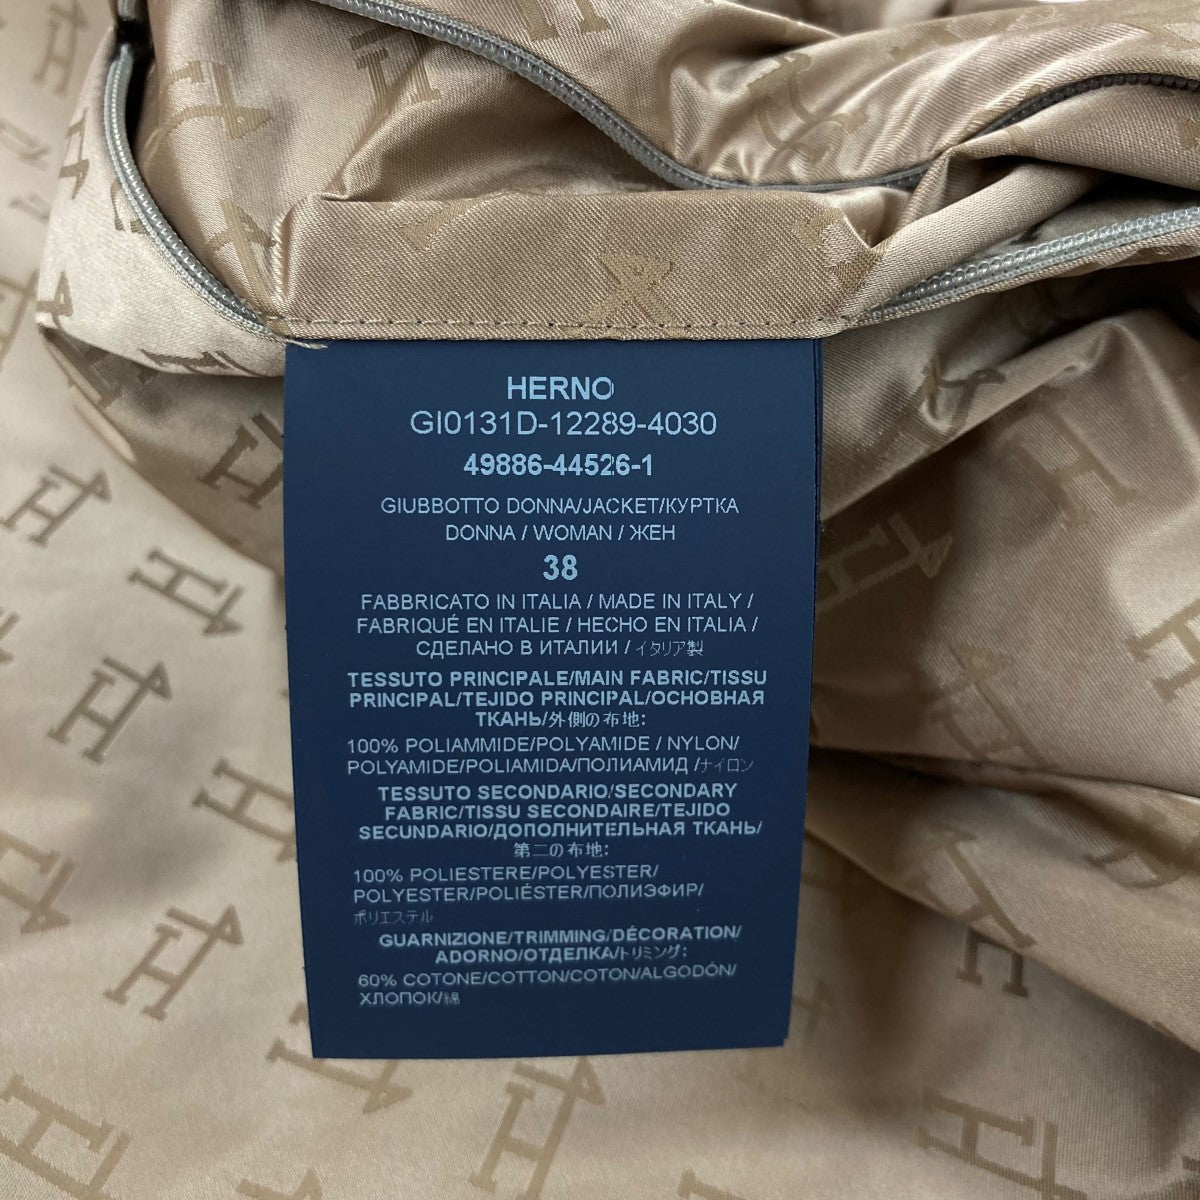 HERNO
GI0131D-12289-4030
49886-44526-1
GIUBBOTTO DONNA/JACKET/КУРТКА
DONNA / WOMAN / ЖЕН
38
FABBRICATO IN ITALIA / MADE IN ITALY /
FABRIQUÉ EN ITALIE / HECHO EN ITALIA /
СДЕЛАНО В ИТАЛИИ / イタリア製
TESSUTO PRINCIPALE/MAIN FABRIC/TISSU
PRINCIPAL/TEJIDO PRINCIPAL/ОСНОВНАЯ
ТКАНЬ/外側の布地:
100% POLIAMMIDE/POLYAMIDE / NYLON/
POLYAMIDE/POLIAMIDA/ПОЛИАМИД /ナイロン
TESSUTO SECONDARIO/SECONDARY
FABRIC/TISSU SECONDAIRE/TEJIDO
SECUNDARIO/ДОПОЛНИТЕЛЬНАЯ ТКАНЬ/
第二の布地:
100% POLIESTERE/POLYESTER/
POLYESTER/POLIÉSTER/ПОЛИЭФИР/
ポリエステル
GUARNIZIONE/TRIMMING/DÉCORATION/
ADORNO/ОТДЕЛКА/トリミング:
60% COTONE/COTTON/COTON/ALGODÓN/
ХЛОПОК/綿